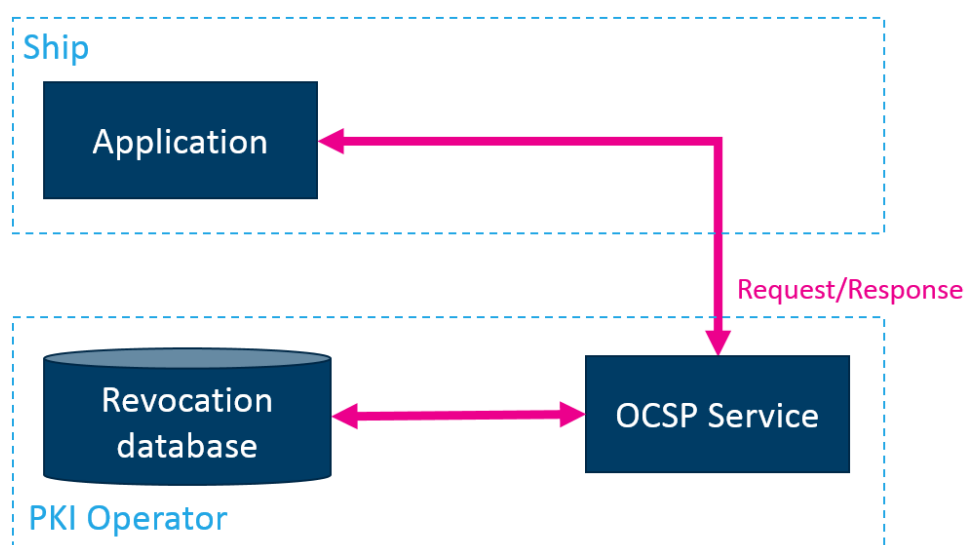 Ship
Application
Request/Response
Revocation
database
OCSP Service
PKI Operator